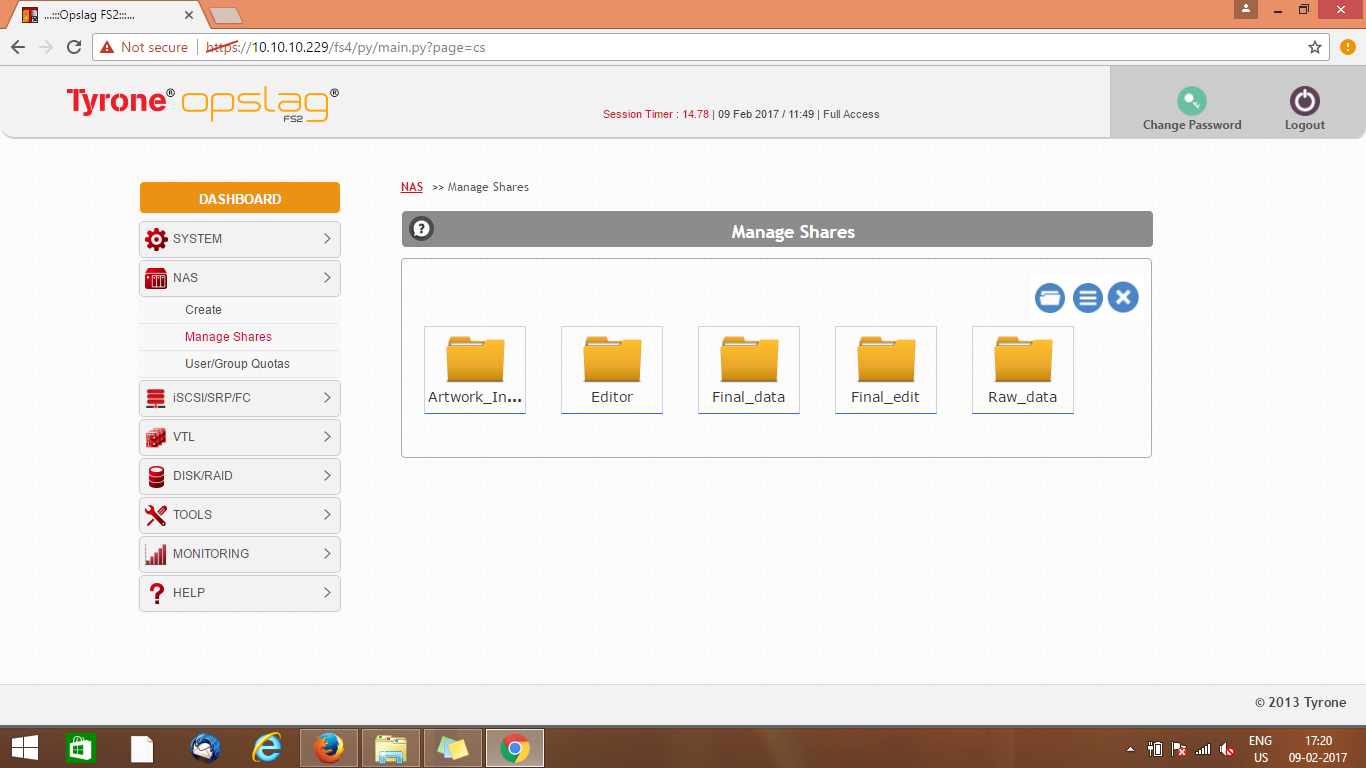 ...:::Opslag FS2:::...
Not secure | https://10.10.10.229/fs4/py/main.py?page=cs
Tyrone® opslag® FS2
Session Timer : 14.78 | 09 Feb 2017 / 11:49 | Full Access
Change Password
Logout
DASHBOARD
SYSTEM
NAS
Create
Manage Shares
User/Group Quotas
iSCSI/SRP/FC
VTL
DISK/RAID
TOOLS
MONITORING
HELP
NAS >> Manage Shares
? Manage Shares
Artwork_In...
Editor
Final_data
Final_edit
Raw_data
© 2013 Tyrone
ENG
US
17:20
09-02-2017